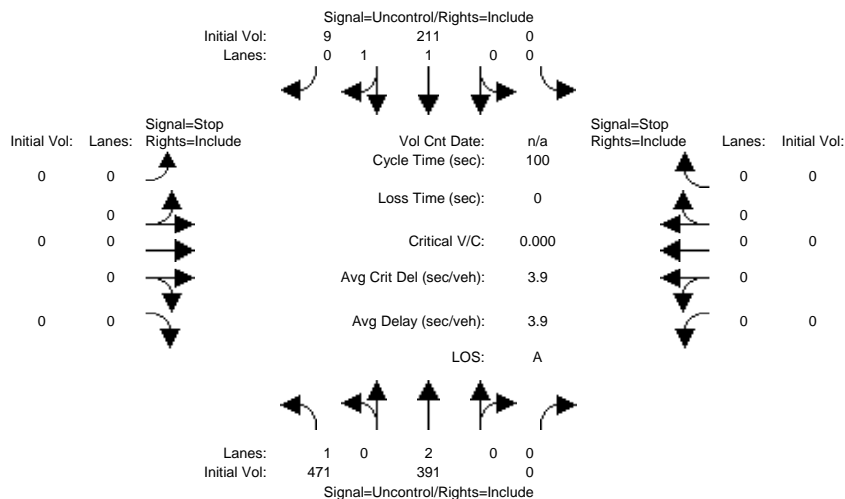 Signal=Uncontrol/Rights=Include
Initial Vol: 9 211 0
Lanes: 0 1 1 0 0
Signal=Stop
Initial Vol: Lanes: Rights=Include
Vol Cnt Date: n/a
Signal=Stop
Rights=Include Lanes: Initial Vol:
Cycle Time (sec): 100
0 0
0 0
Loss Time (sec): 0
0
0
0 0
Critical V/C: 0.000
0 0
0
Avg Crit Del (sec/veh): 3.9
0
0 0
Avg Delay (sec/veh): 3.9
0 0
LOS: A
Lanes: 1 0 2 0 0
Initial Vol: 471 391 0
Signal=Uncontrol/Rights=Include